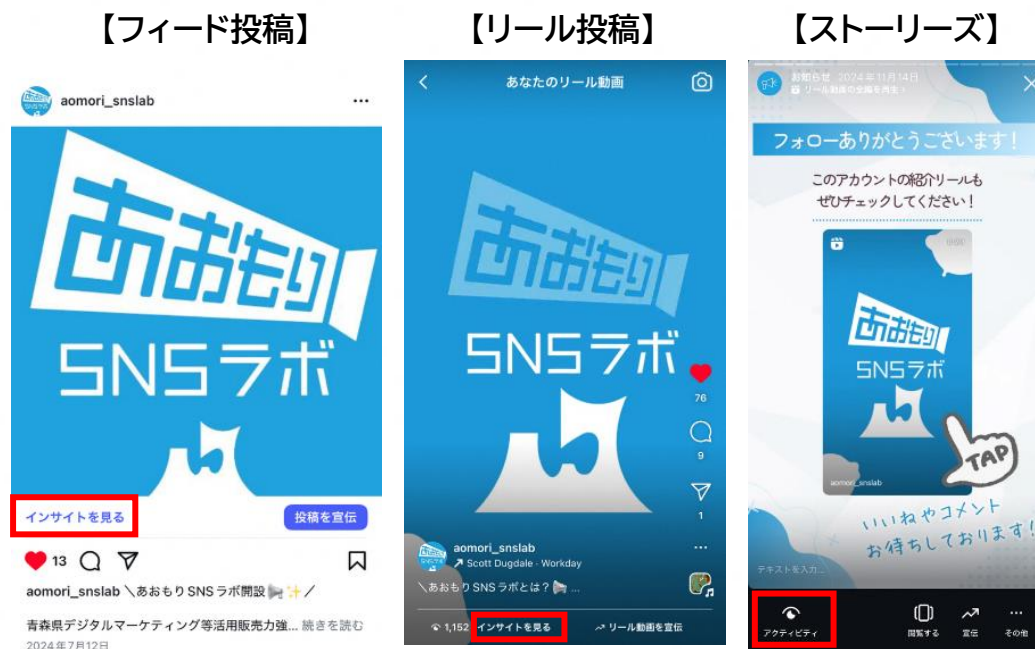 【フィード投稿】
aomori_snslab
あおもり
SNSラボ
インサイトを見る
投稿を宣伝
13
aomori_snslab ＼あおもり SNS ラボ開設📢✨／
青森県デジタルマーケティング等活用販売力強... 続きを読む
2024年7月12日
【リール投稿】
あなたのリール動画
あおもり
SNSラボ
76
9
1
aomori_snslab
Scott Dugdale · Workday
＼あおもり SNS ラボとは？📢 ...
1,152 インサイトを見る
リール動画を宣伝
【ストーリーズ】
お知らせ 2024年11月14日
リール動画の全編を再生 ›
フォローありがとうございます！
このアカウントの紹介リールも
ぜひチェックしてください！
あおもり
SNSラボ
TAP
aomori_snslab
いいねやコメント
お待ちしております！
テキストを入力...
アクティビティ
閲覧する
宣伝
その他